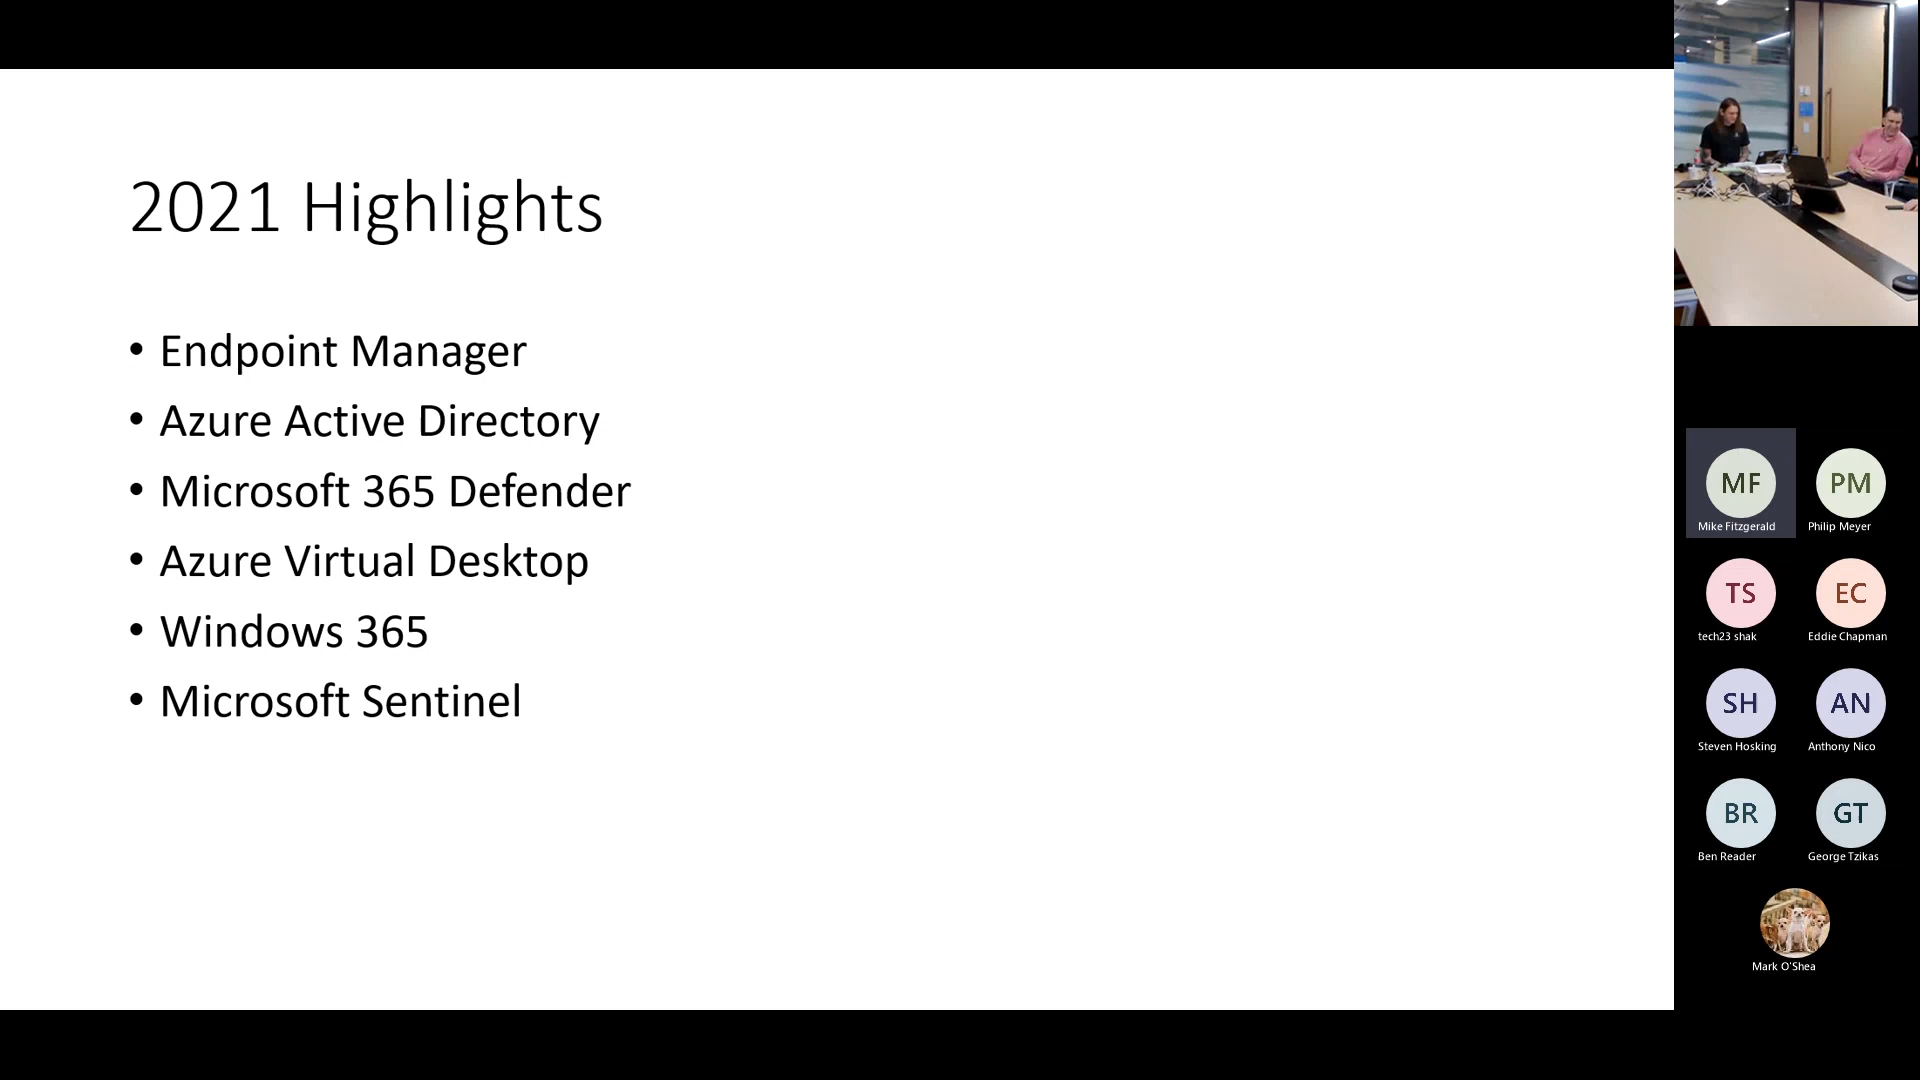 2021 Highlights
• Endpoint Manager
• Azure Active Directory
• Microsoft 365 Defender
• Azure Virtual Desktop
• Windows 365
• Microsoft Sentinel
MF
Mike Fitzgerald
PM
Philip Meyer
TS
tech23 shak
EC
Eddie Chapman
SH
Steven Hosking
AN
Anthony Nico
BR
Ben Reader
GT
George Tzikas
Mark O'Shea